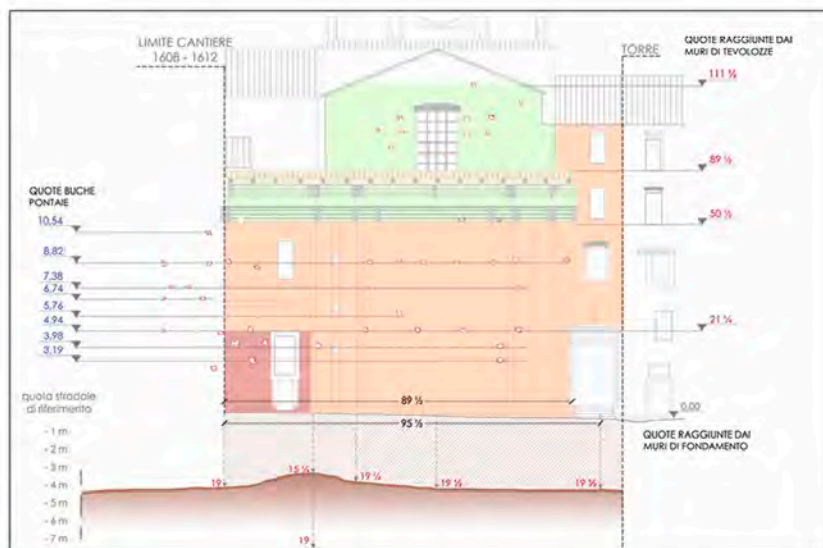 LIMITE CANTIERE
1608 - 1612
TORRE
QUOTE RAGGIUNTE DAI
MURI DI TEVOLOZZE
111 ½
89 ½
50 ½
21 ¼
0,00
QUOTE BUCHE
PONTAIE
10,54
8,82
7,38
6,74
5,76
4,94
3,98
3,19
quota stradale
di riferimento
89 ½
95 ½
QUOTE RAGGIUNTE DAI
MURI DI FONDAMENTO
- 1 m
- 2 m
- 3 m
- 4 m
- 5 m
- 6 m
- 7 m
19
15 ½
19 ½
19 ½
19 ½
19